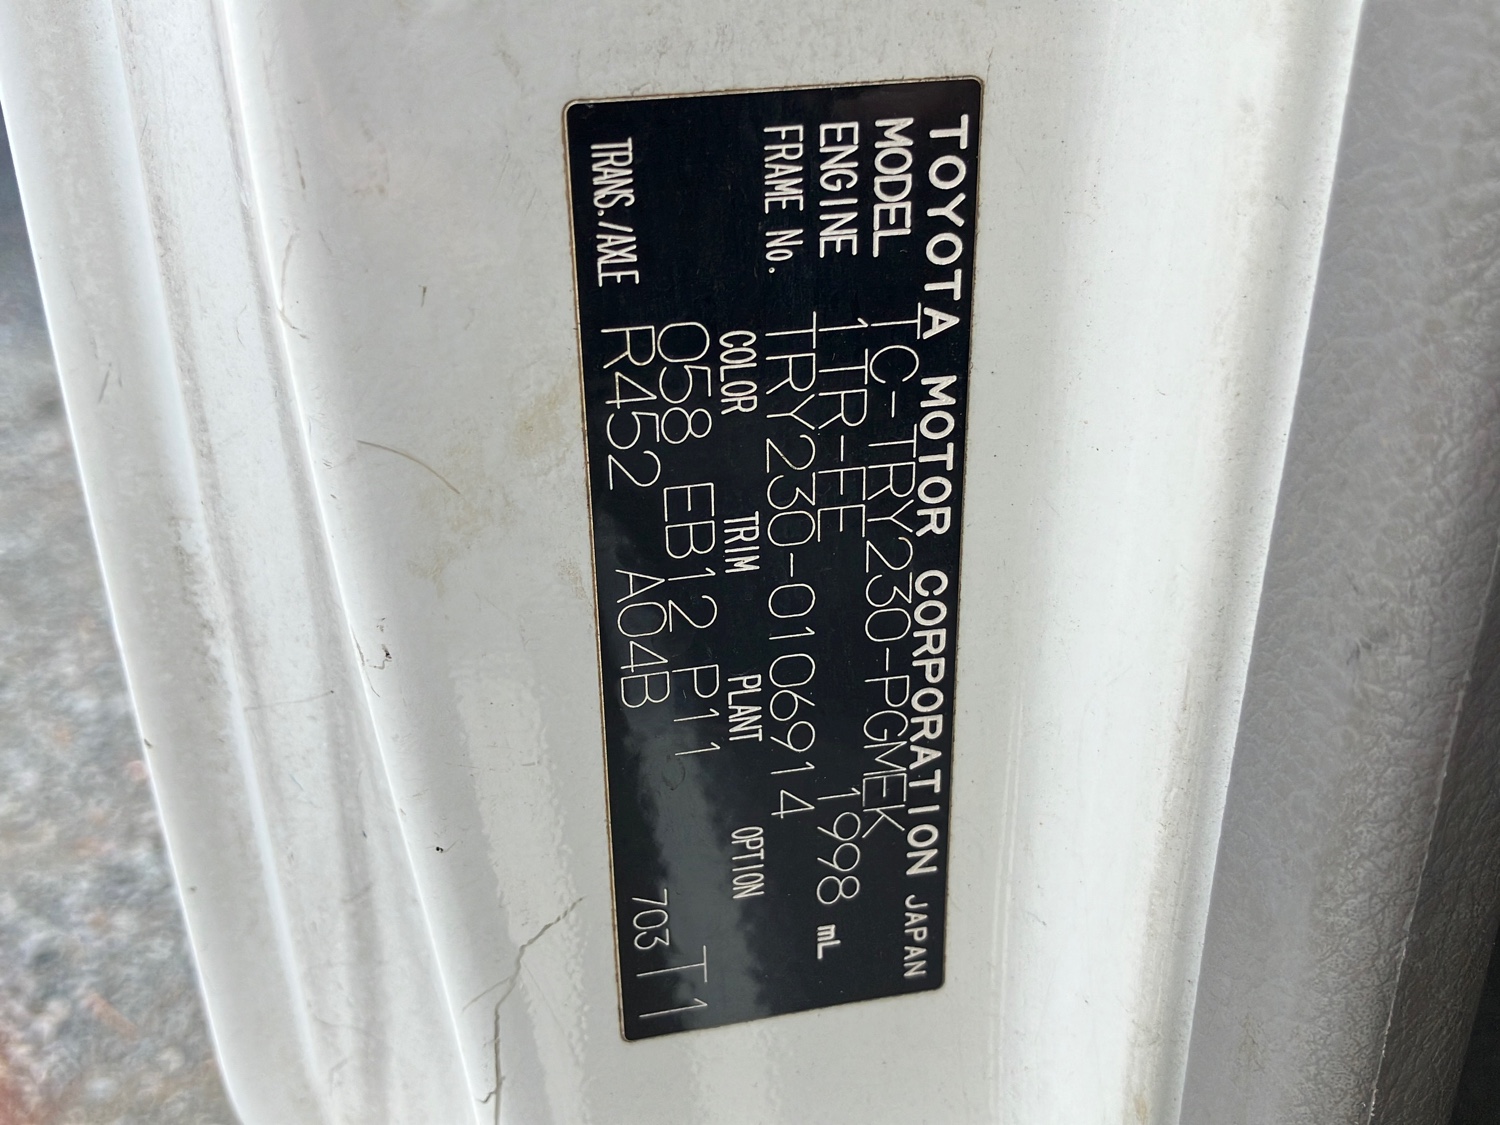 TOYOTA MOTOR CORPORATION JAPAN
MODEL TC-TRY230-PGMEK
ENGINE 1TR-FE 1998 mL
FRAME No. TRY230-0106914
COLOR TRIM PLANT OPTION
058 EB12 P11 T1
TRANS./AXLE R452 A04B 7031